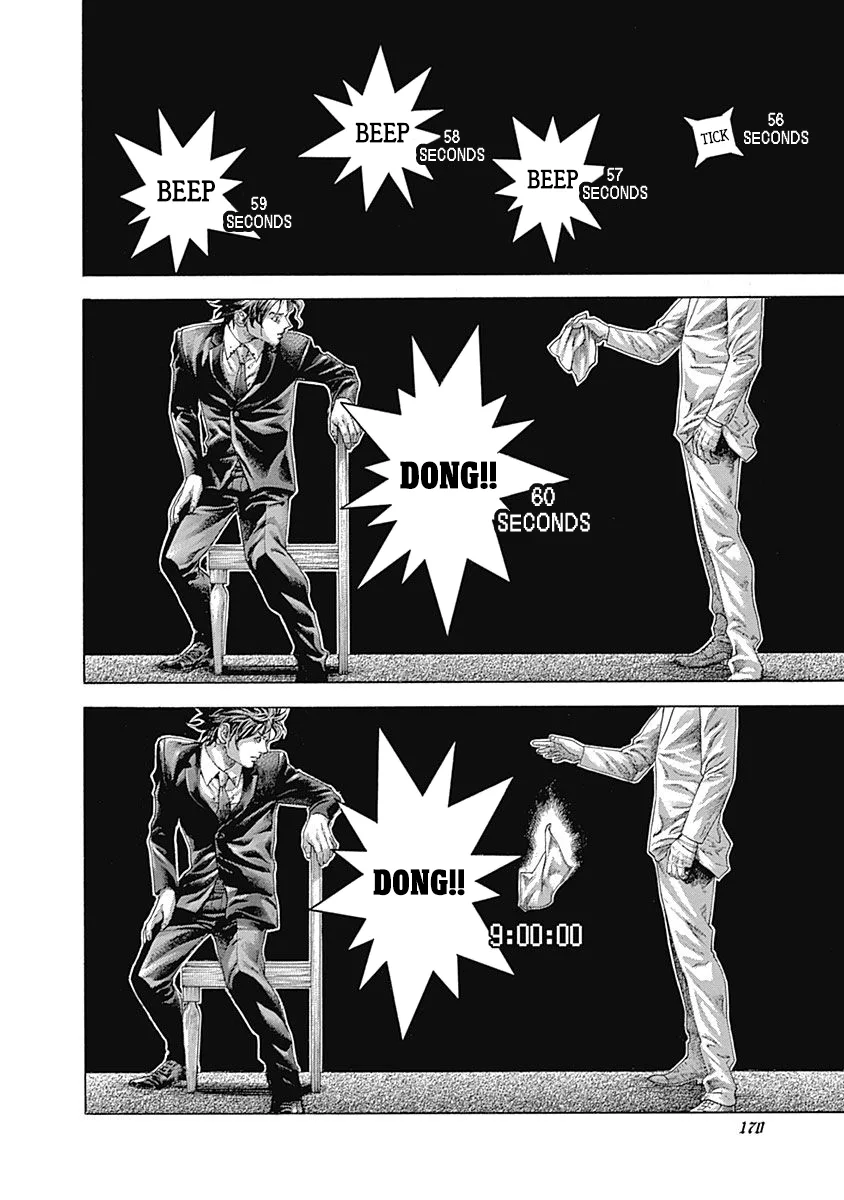 TICK
56
SECONDS
BEEP
57
SECONDS
BEEP
58
SECONDS
BEEP
59
SECONDS
DONG!!
60
SECONDS
DONG!!
9:00:00
170